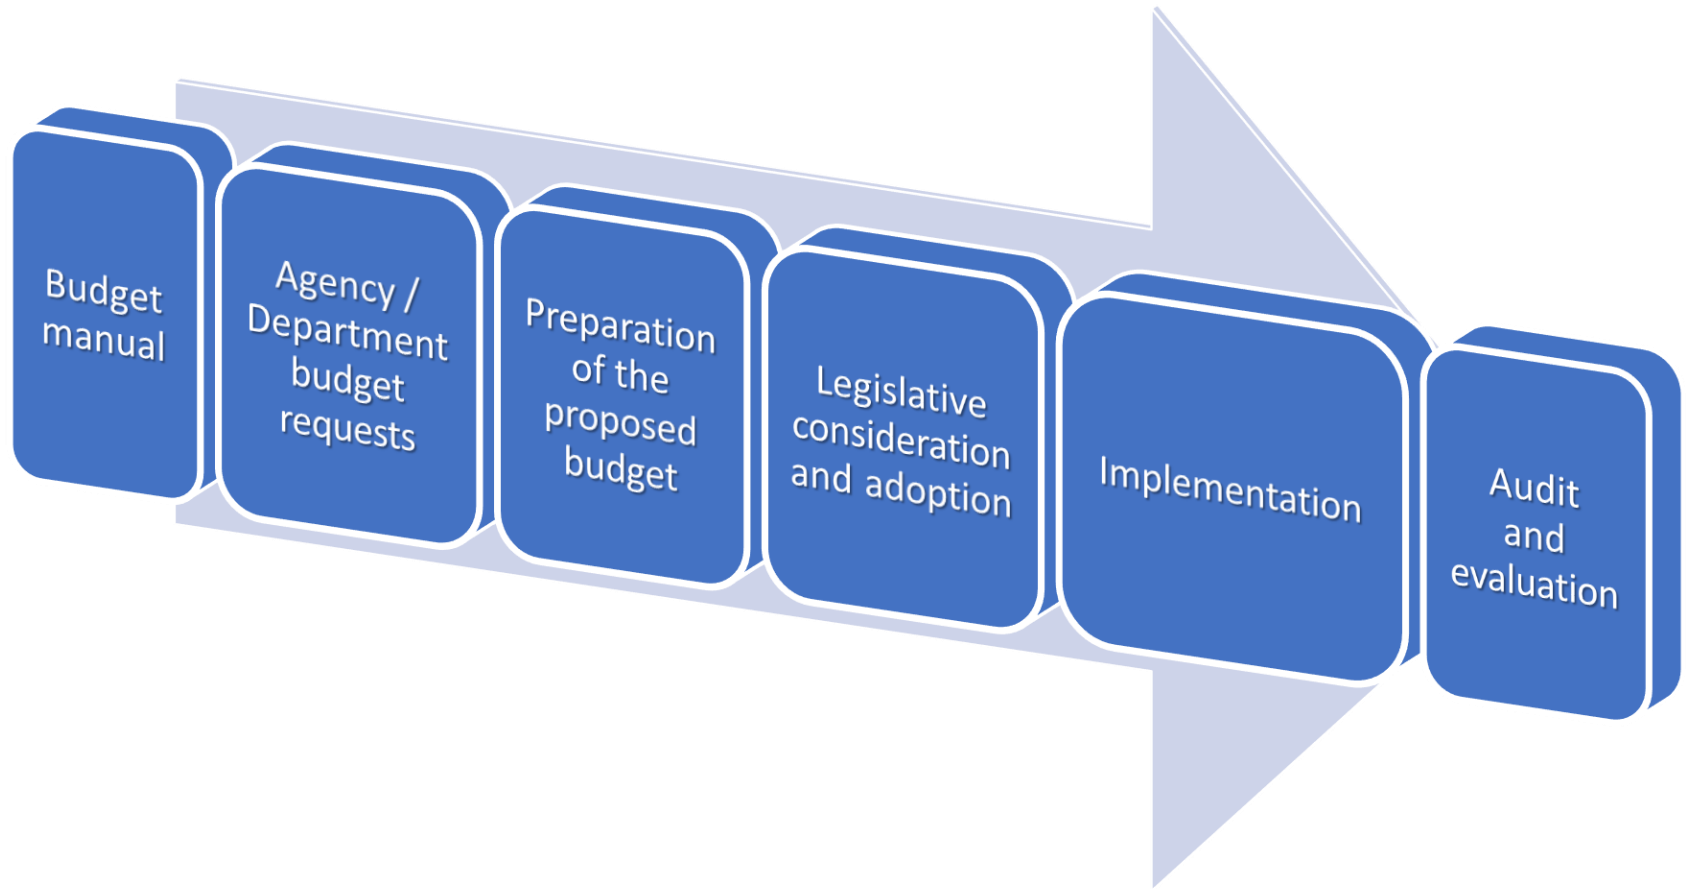 Budget
manual
Agency /
Department
budget
requests
Preparation
of the
proposed
budget
Legislative
consideration
and adoption
Implementation
Audit
and
evaluation